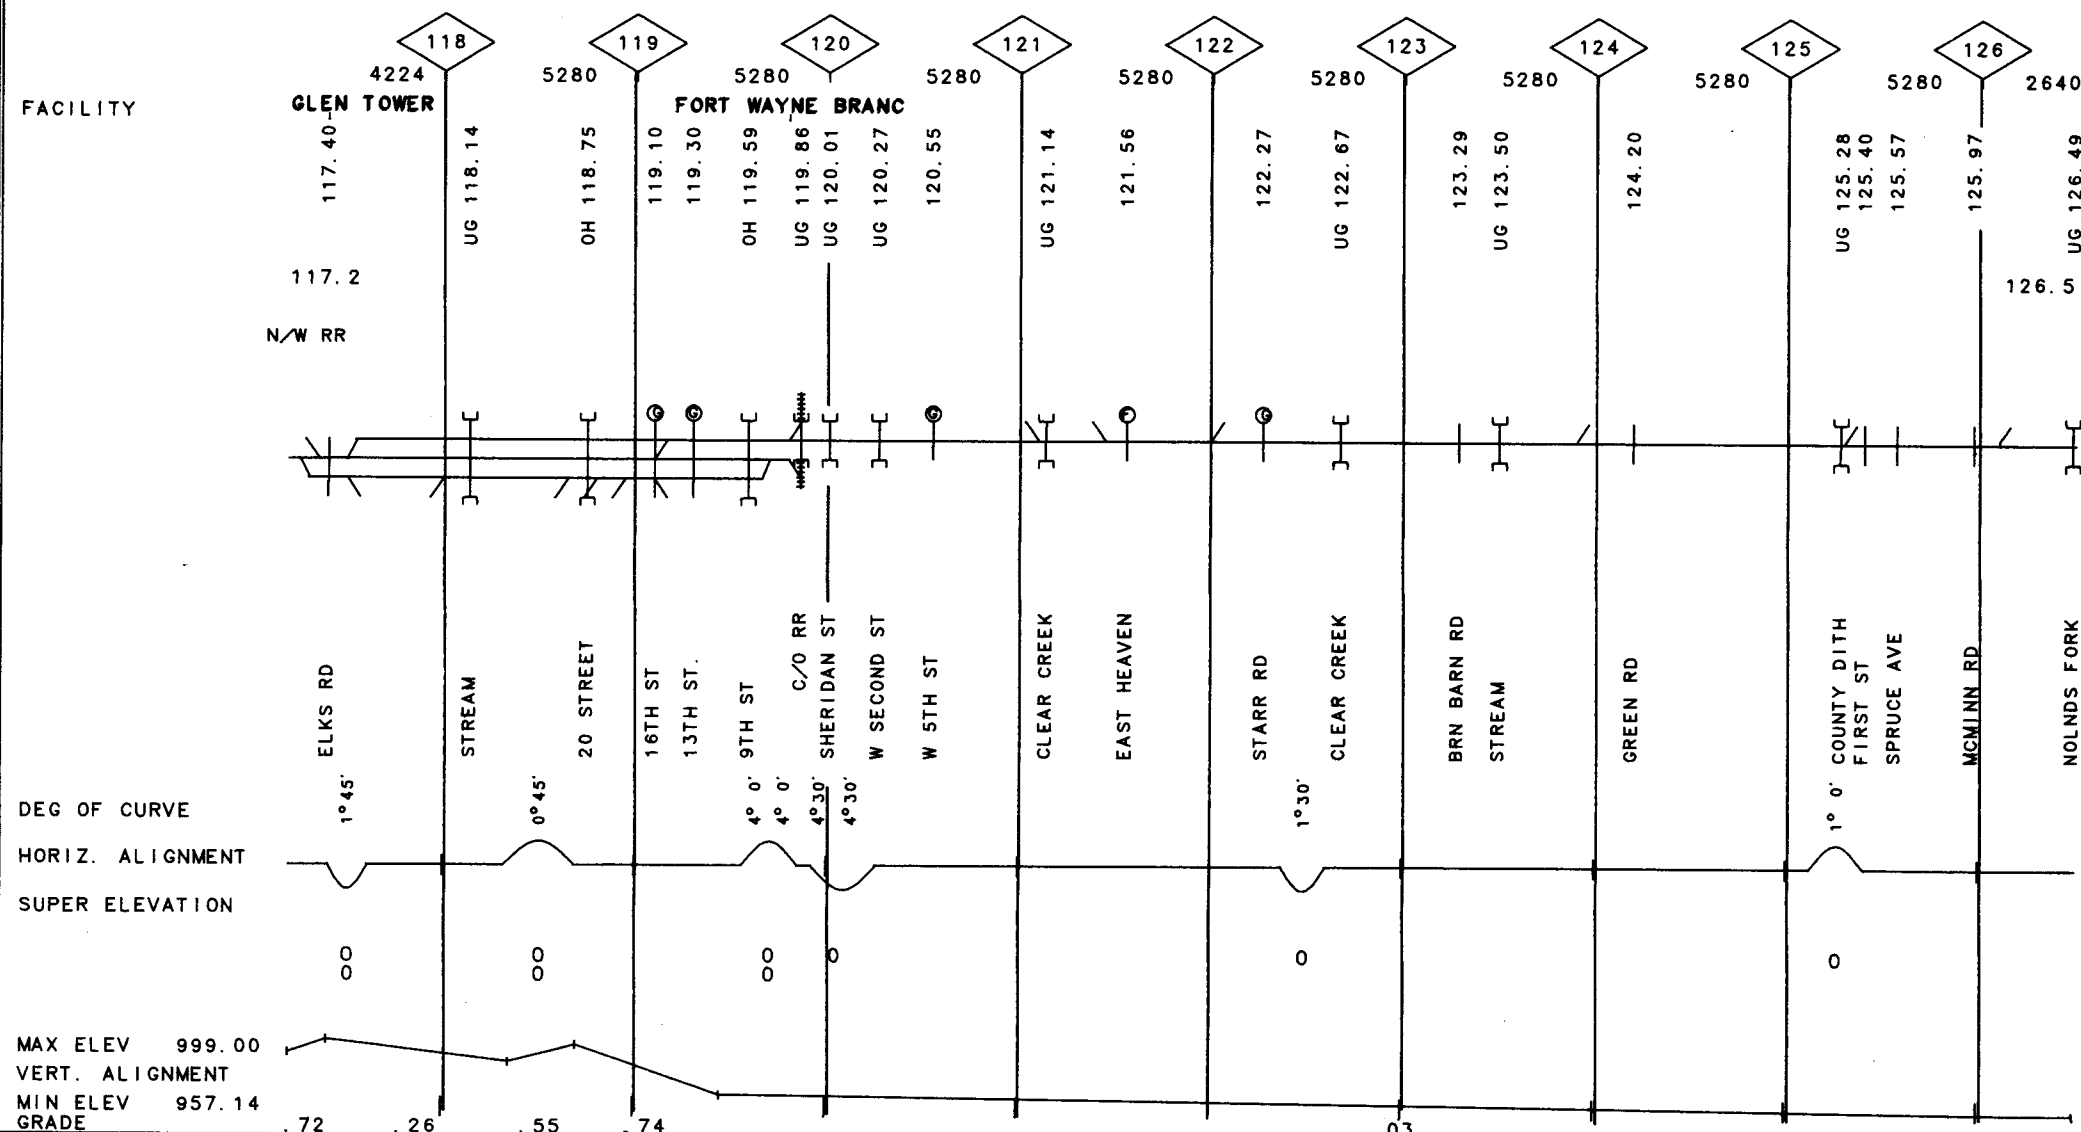 118 119 120 121 122 123 124 125 126
4224 5280 5280 5280 5280 5280 5280 5280 5280 2640
FACILITY GLEN TOWER FORT WAYNE BRANC
117.40
UG 118.14
OH 118.75
119.10
119.30
OH 119.59
UG 119.86
UG 120.01
UG 120.27
120.55
UG 121.14
121.56
122.27
UG 122.67
123.29
UG 123.50
124.20
UG 125.28
125.40
125.57
125.97
UG 126.49
117.2 126.5
N/W RR
G G G F G
ELKS RD
STREAM
20 STREET
16TH ST
13TH ST.
9TH ST
C/O RR
SHERIDAN ST
W SECOND ST
W 5TH ST
CLEAR CREEK
EAST HEAVEN
STARR RD
CLEAR CREEK
BRN BARN RD
STREAM
GREEN RD
COUNTY DITH
FIRST ST
SPRUCE AVE
MCMINN RD
NOLNDS FORK
DEG OF CURVE 1°45' 0°45' 4° 0' 4° 0' 4°30' 4°30' 1°30' 1° 0'
HORIZ. ALIGNMENT
SUPER ELEVATION
0 0 0 0 0 0
0 0 0
MAX ELEV 999.00
VERT. ALIGNMENT
MIN ELEV 957.14
GRADE .72 .26 .55 .74 .03